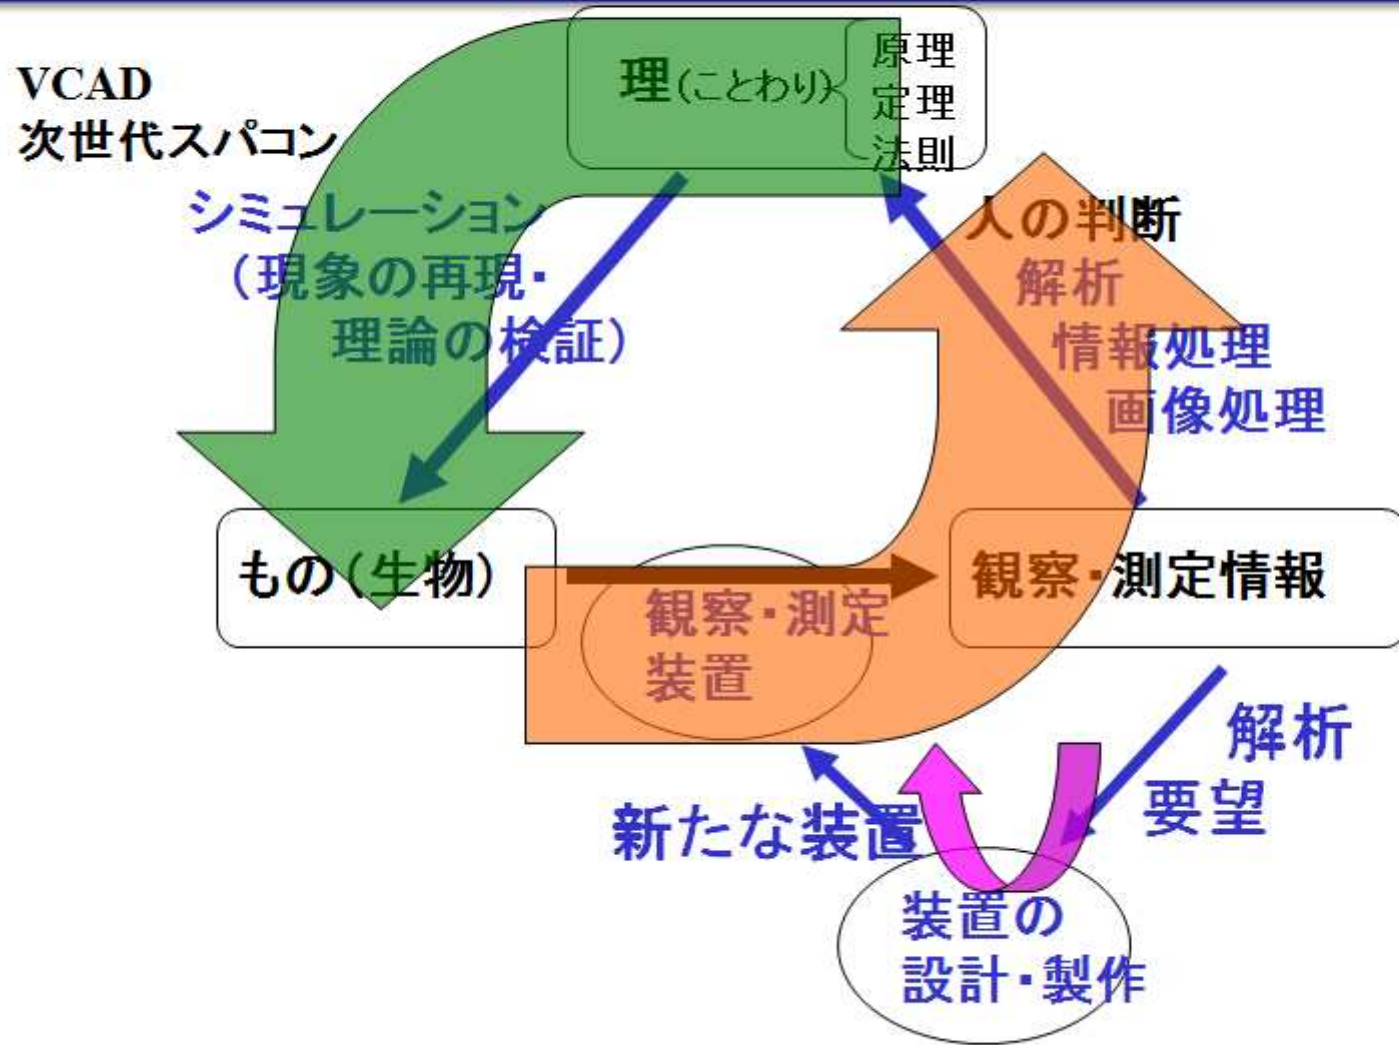 理(ことわり)
原理
定理
法則
VCAD
次世代スパコン
シミュレーション
(現象の再現・
理論の検証)
人の判断
解析
情報処理
画像処理
もの(生物)
観察・測定
装置
観察・測定情報
解析
要望
新たな装置
装置の
設計・製作